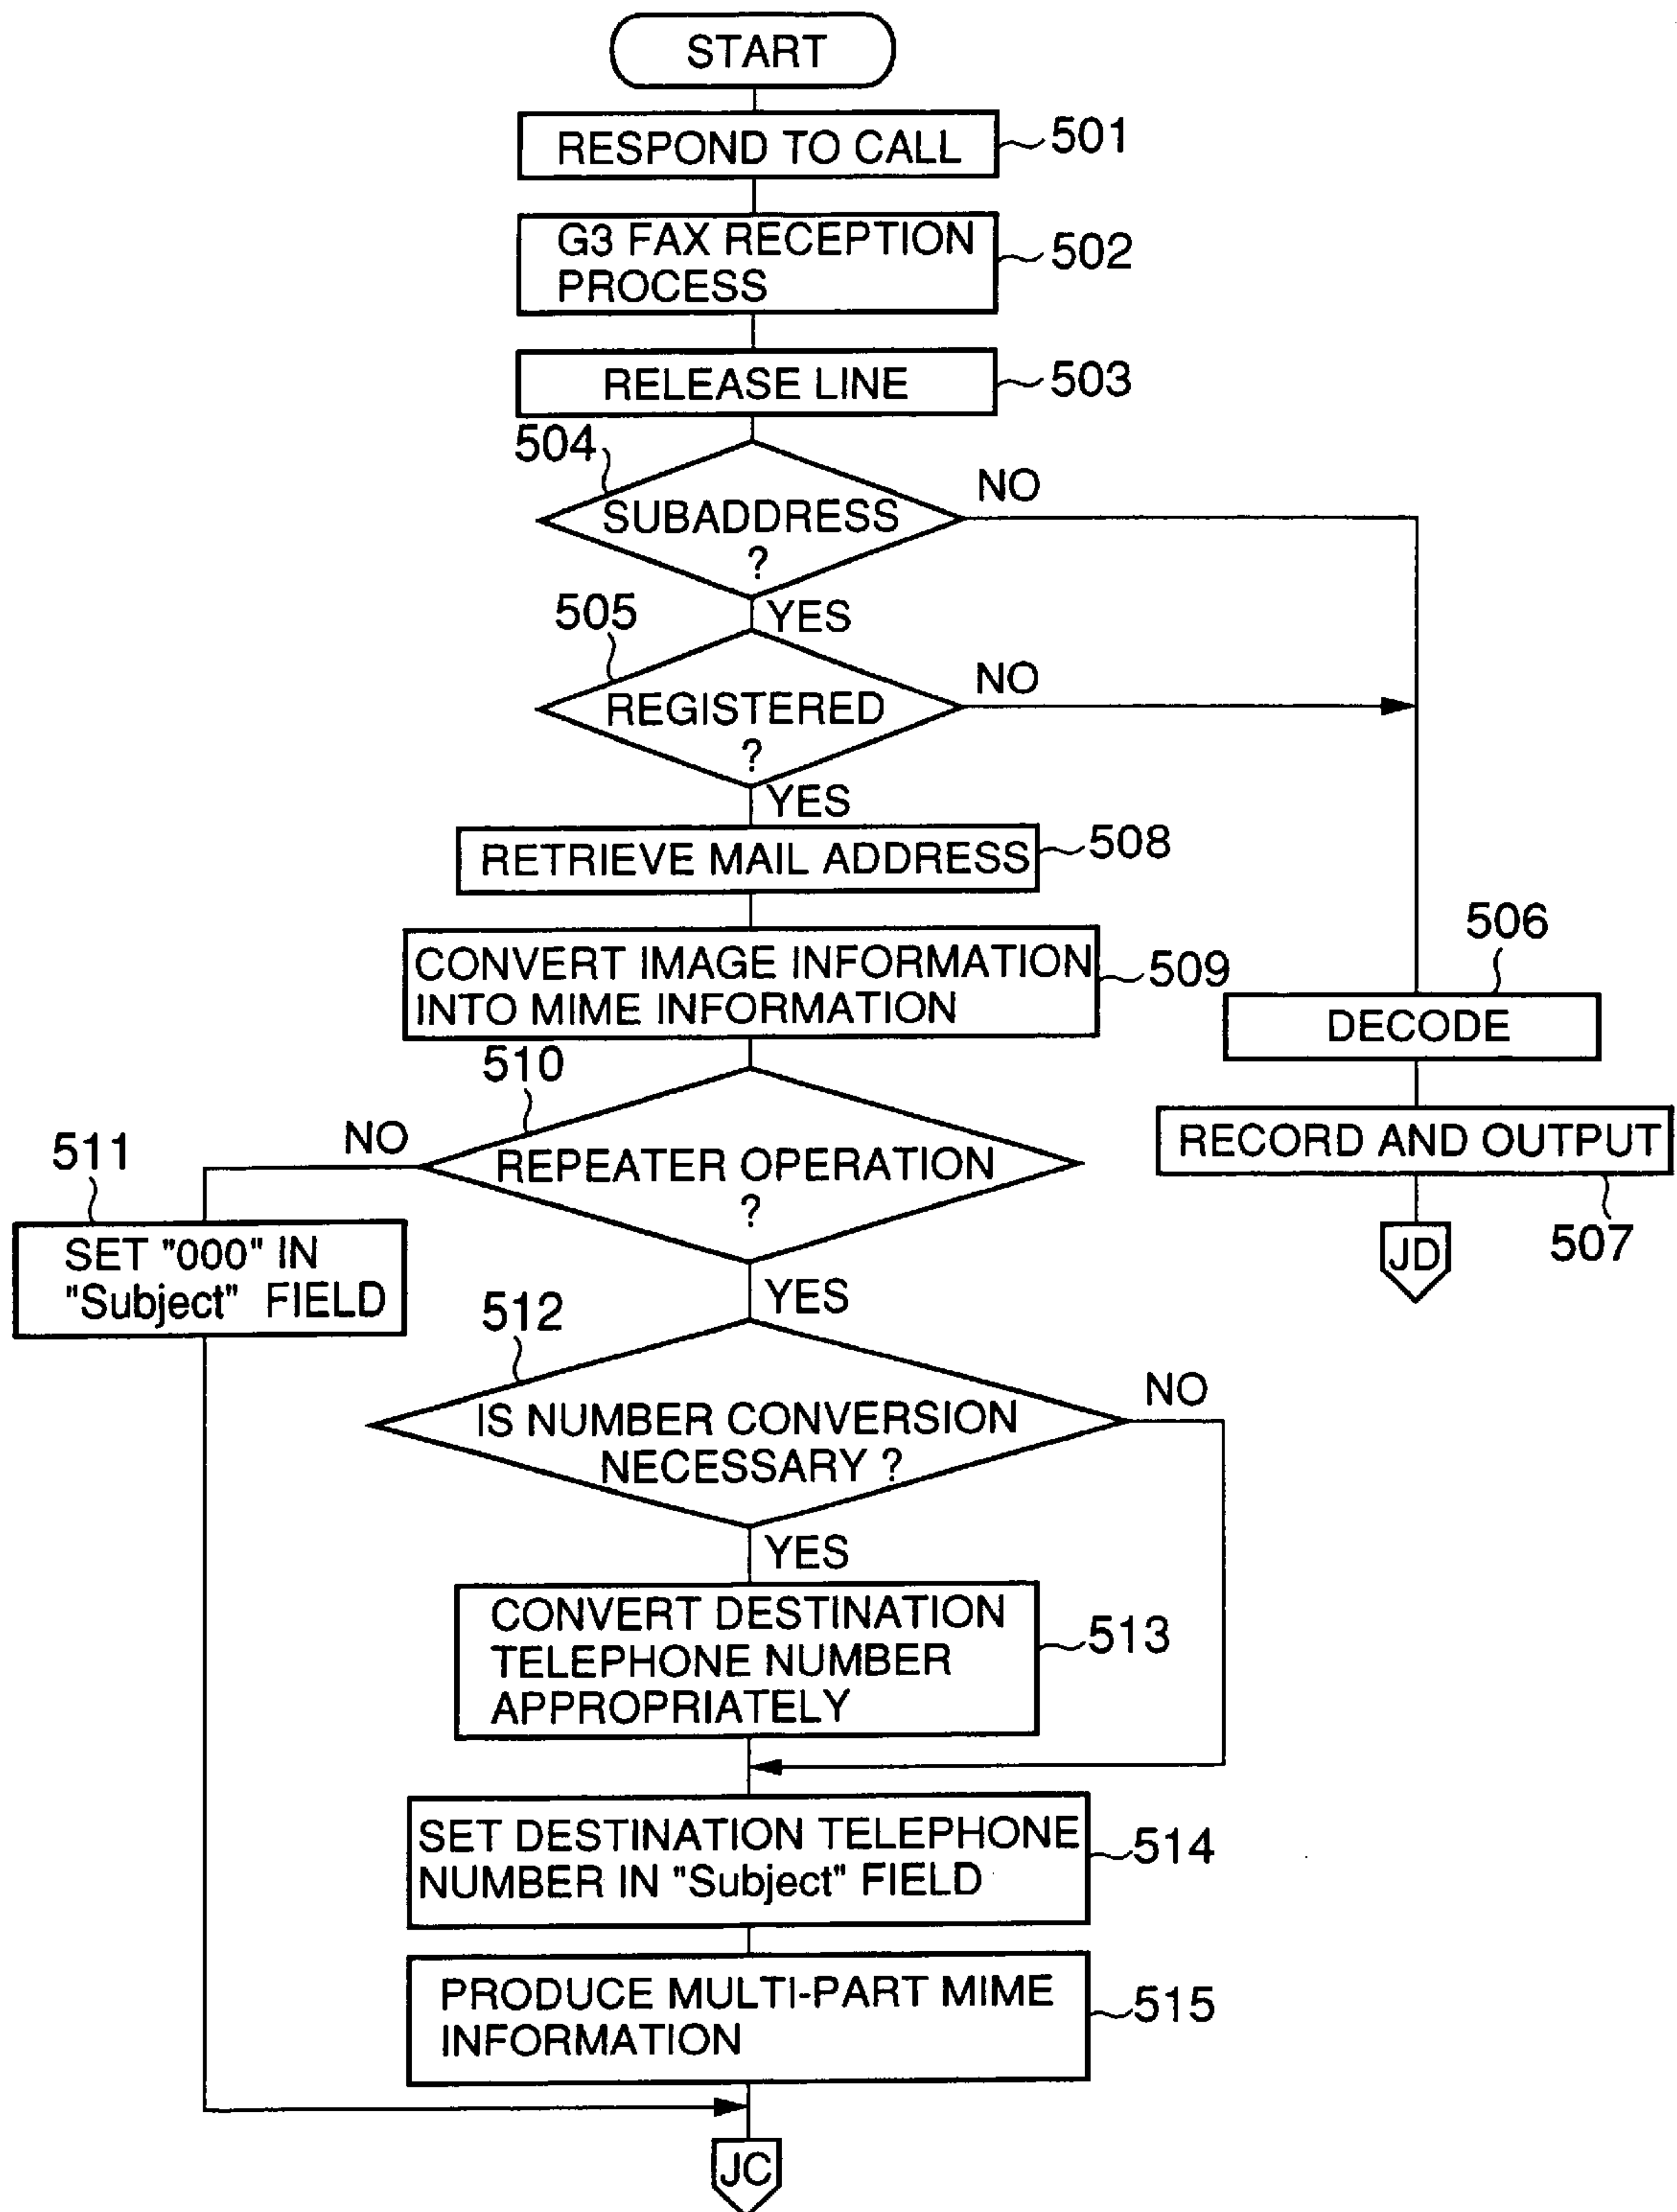 START
RESPOND TO CALL
501
G3 FAX RECEPTION
PROCESS
502
RELEASE LINE
503
504
SUBADDRESS
?
NO
YES
505
REGISTERED
?
NO
YES
RETRIEVE MAIL ADDRESS
508
CONVERT IMAGE INFORMATION
INTO MIME INFORMATION
509
506
DECODE
RECORD AND OUTPUT
507
JD
510
REPEATER OPERATION
?
NO
YES
511
SET "000" IN
"Subject" FIELD
512
IS NUMBER CONVERSION
NECESSARY ?
NO
YES
CONVERT DESTINATION
TELEPHONE NUMBER
APPROPRIATELY
513
SET DESTINATION TELEPHONE
NUMBER IN "Subject" FIELD
514
PRODUCE MULTI-PART MIME
INFORMATION
515
JC